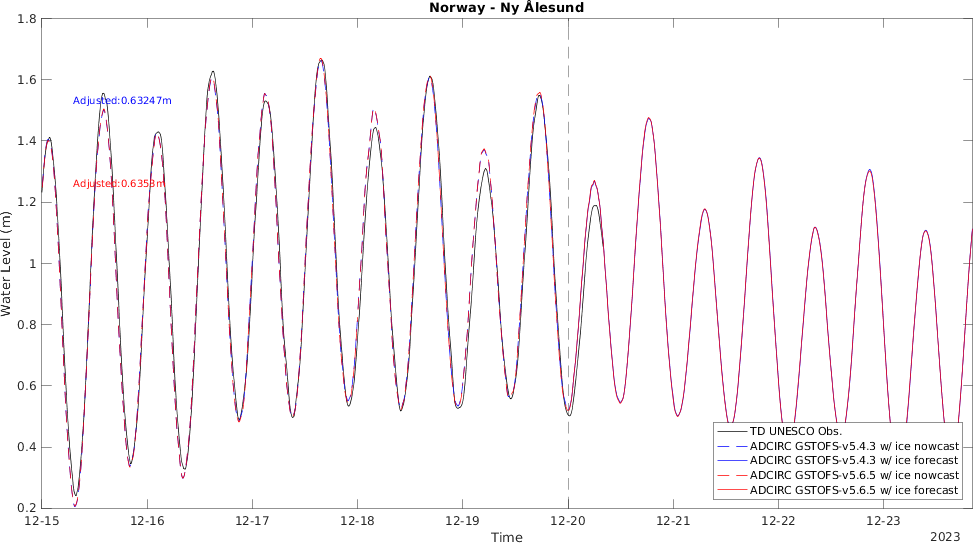 Norway - Ny Ålesund
1.8
1.6
1.4
1.2
1
0.8
0.6
0.4
0.2
Water Level (m)
Adjusted:0.63247m
Adjusted:0.6353m
TD UNESCO Obs.
ADCIRC GSTOFS-v5.4.3 w/ ice nowcast
ADCIRC GSTOFS-v5.4.3 w/ ice forecast
ADCIRC GSTOFS-v5.6.5 w/ ice nowcast
ADCIRC GSTOFS-v5.6.5 w/ ice forecast
12-15 12-16 12-17 12-18 12-19 12-20 12-21 12-22 12-23
Time
2023